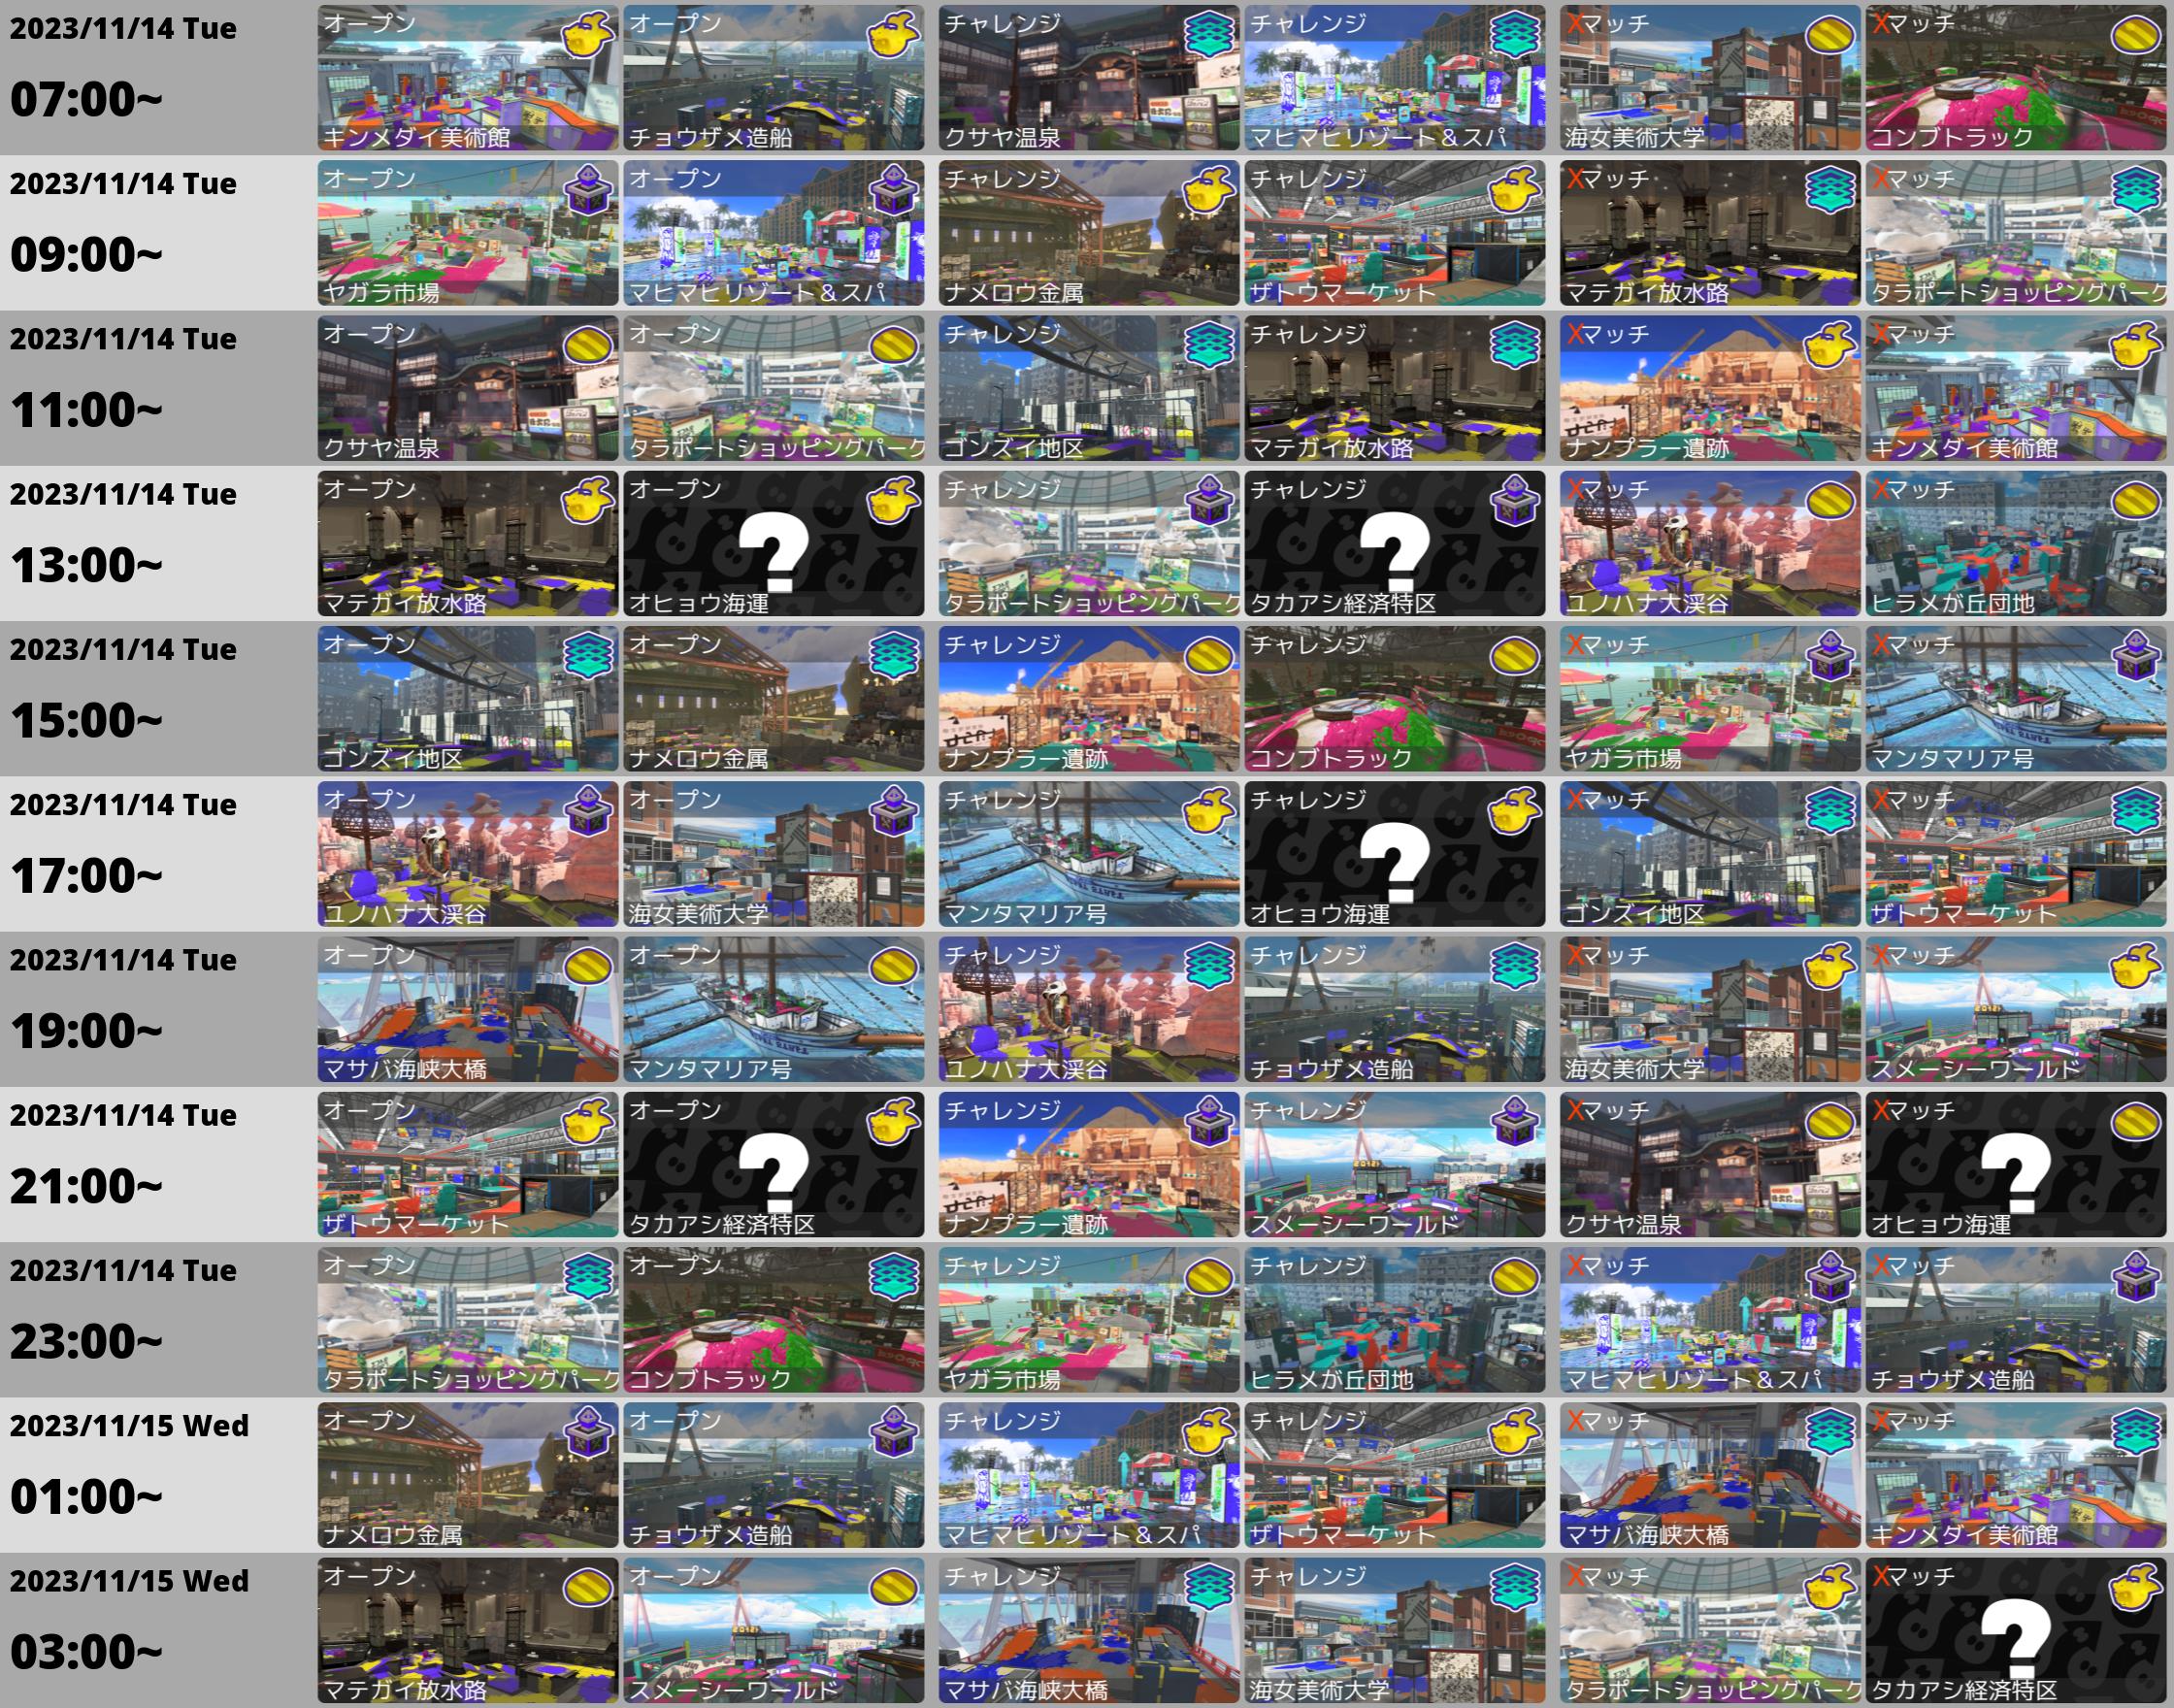 2023/11/14 Tue
07:00~
オープン オープン チャレンジ チャレンジ Xマッチ Xマッチ
キンメダイ美術館 チョウザメ造船 クサヤ温泉 マヒマヒリゾート&スパ 海女美術大学 コンブトラック
2023/11/14 Tue
09:00~
オープン オープン チャレンジ チャレンジ Xマッチ Xマッチ
ヤガラ市場 マヒマヒリゾート&スパ ナメロウ金属 ザトウマーケット マテガイ放水路 タラポートショッピングパーク
2023/11/14 Tue
11:00~
オープン オープン チャレンジ チャレンジ Xマッチ Xマッチ
クサヤ温泉 タラポートショッピングパーク ゴンズイ地区 マテガイ放水路 ナンプラー遺跡 キンメダイ美術館
2023/11/14 Tue
13:00~
オープン オープン チャレンジ チャレンジ Xマッチ Xマッチ
? ?
マテガイ放水路 オヒョウ海運 タラポートショッピングパーク タカアシ経済特区 ユノハナ大渓谷 ヒラメが丘団地
2023/11/14 Tue
15:00~
オープン オープン チャレンジ チャレンジ Xマッチ Xマッチ
ゴンズイ地区 ナメロウ金属 ナンプラー遺跡 コンブトラック ヤガラ市場 マンタマリア号
2023/11/14 Tue
17:00~
オープン オープン チャレンジ チャレンジ Xマッチ Xマッチ
?
ユノハナ大渓谷 海女美術大学 マンタマリア号 オヒョウ海運 ゴンズイ地区 ザトウマーケット
2023/11/14 Tue
19:00~
オープン オープン チャレンジ チャレンジ Xマッチ Xマッチ
マサバ海峡大橋 マンタマリア号 ユノハナ大渓谷 チョウザメ造船 海女美術大学 スメーシーワールド
2023/11/14 Tue
21:00~
オープン オープン チャレンジ チャレンジ Xマッチ Xマッチ
? ?
ザトウマーケット タカアシ経済特区 ナンプラー遺跡 スメーシーワールド クサヤ温泉 オヒョウ海運
2023/11/14 Tue
23:00~
オープン オープン チャレンジ チャレンジ Xマッチ Xマッチ
タラポートショッピングパーク コンブトラック ヤガラ市場 ヒラメが丘団地 マヒマヒリゾート&スパ チョウザメ造船
2023/11/15 Wed
01:00~
オープン オープン チャレンジ チャレンジ Xマッチ Xマッチ
ナメロウ金属 チョウザメ造船 マヒマヒリゾート&スパ ザトウマーケット マサバ海峡大橋 キンメダイ美術館
2023/11/15 Wed
03:00~
オープン オープン チャレンジ チャレンジ Xマッチ Xマッチ
?
マテガイ放水路 スメーシーワールド マサバ海峡大橋 海女美術大学 タラポートショッピングパーク タカアシ経済特区